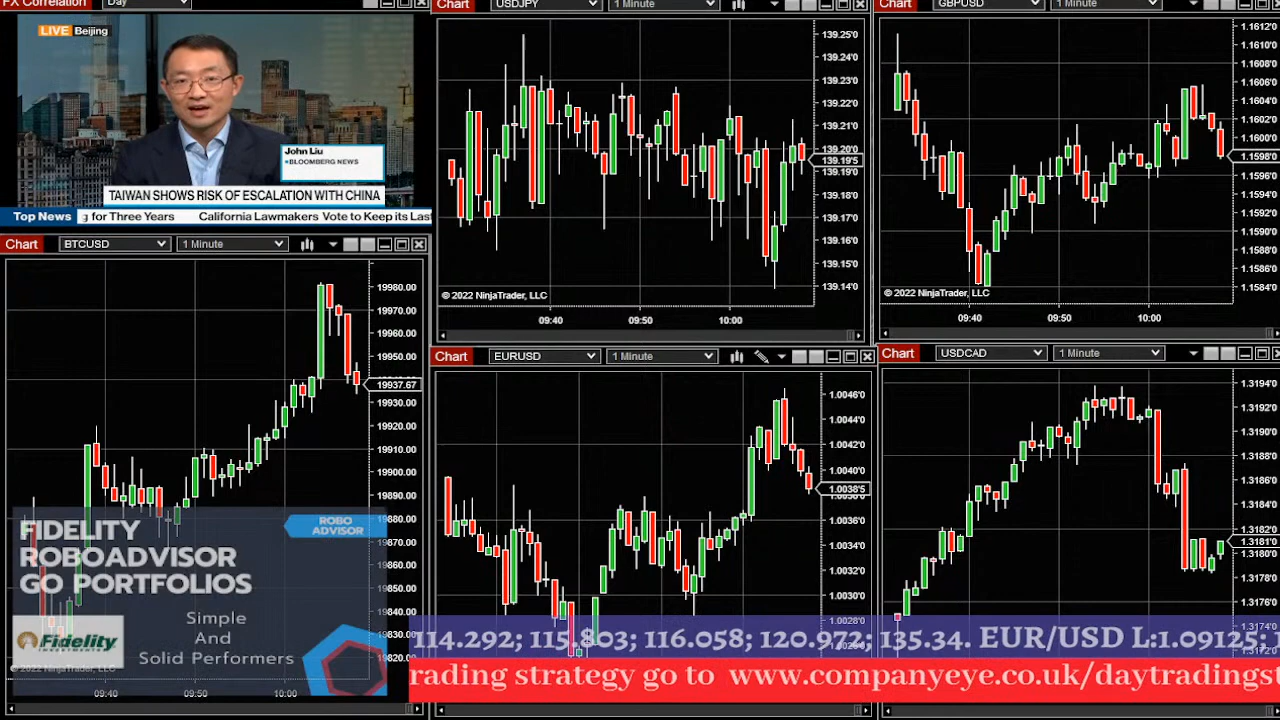 FX Correlation
Day
LIVE Beijing
John Liu
BLOOMBERG NEWS
TAIWAN SHOWS RISK OF ESCALATION WITH CHINA
Top News g for Three Years California Lawmakers Vote to Keep its Last
Chart USDJPY 1 Minute
139.25'0
139.24'0
139.23'0
139.22'0
139.21'0
139.20'0
139.19'5
139.19'0
139.18'0
139.17'0
139.16'0
139.15'0
139.14'0
© 2022 NinjaTrader, LLC
09:40 09:50 10:00
Chart GBPUSD 1 Minute
1.1612'0
1.1610'0
1.1608'0
1.1606'0
1.1604'0
1.1602'0
1.1600'0
1.1598'0
1.1596'0
1.1594'0
1.1592'0
1.1590'0
1.1588'0
1.1586'0
1.1584'0
© 2022 NinjaTrader, LLC
09:40 09:50 10:00
Chart BTCUSD 1 Minute
19980.00
19970.00
19960.00
19950.00
19937.67
19930.00
19920.00
19910.00
19900.00
19890.00
19880.00
19870.00
19860.00
19850.00
19840.00
19830.00
19820.00
FIDELITY
ROBOADVISOR
GO PORTFOLIOS
ROBO
ADVISOR
Simple
And
Solid Performers
Fidelity
INVESTMENTS
© 2022 NinjaTrader, LLC
09:40 09:50 10:00
Chart EURUSD 1 Minute
1.0046'0
1.0044'0
1.0042'0
1.0040'0
1.0038'5
1.0036'0
1.0034'0
1.0032'0
1.0030'0
1.0028'0
Chart USDCAD 1 Minute
1.3194'0
1.3192'0
1.3190'0
1.3188'0
1.3186'0
1.3184'0
1.3182'0
1.3181'0
1.3180'0
1.3178'0
1.3176'0
1.3174'0
1.3172'0
114.292; 115.803; 116.058; 120.972; 135.34. EUR/USD L:1.0925;
rading strategy go to www.companyeye.co.uk/daytradingst